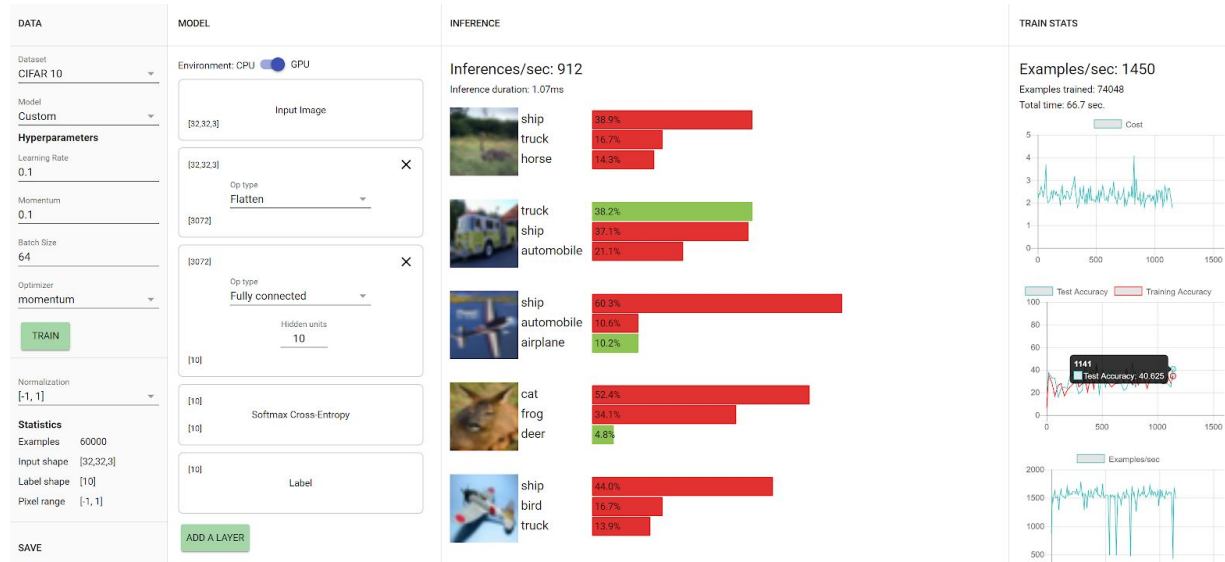 DATA
Dataset
CIFAR 10
Model
Custom
Hyperparameters
Learning Rate
0.1
Momentum
0.1
Batch Size
64
Optimizer
momentum
TRAIN
Normalization
[-1, 1]
Statistics
Examples 60000
Input shape [32,32,3]
Label shape [10]
Pixel range [-1, 1]
SAVE
MODEL
Environment: CPU GPU
Input Image
[32,32,3]
[32,32,3]
Op type
Flatten
[3072]
[3072]
Op type
Fully connected
Hidden units
10
[10]
[10]
Softmax Cross-Entropy
[10]
[10]
Label
ADD A LAYER
INFERENCE
Inferences/sec: 912
Inference duration: 1.07ms
ship 38.9%
truck 16.7%
horse 14.3%
truck 38.2%
ship 37.1%
automobile 21.1%
ship 60.3%
automobile 10.6%
airplane 10.2%
cat 52.4%
frog 34.1%
deer 4.8%
ship 44.0%
bird 16.7%
truck 13.9%
TRAIN STATS
Examples/sec: 1450
Examples trained: 74048
Total time: 66.7 sec.
Cost
5
4
3
2
1
0
0 500 1000 1500
Test Accuracy Training Accuracy
100
80
60
40
20
0
1141
Test Accuracy: 40.625
0 500 1000 1500
Examples/sec
2000
1500
1000
500